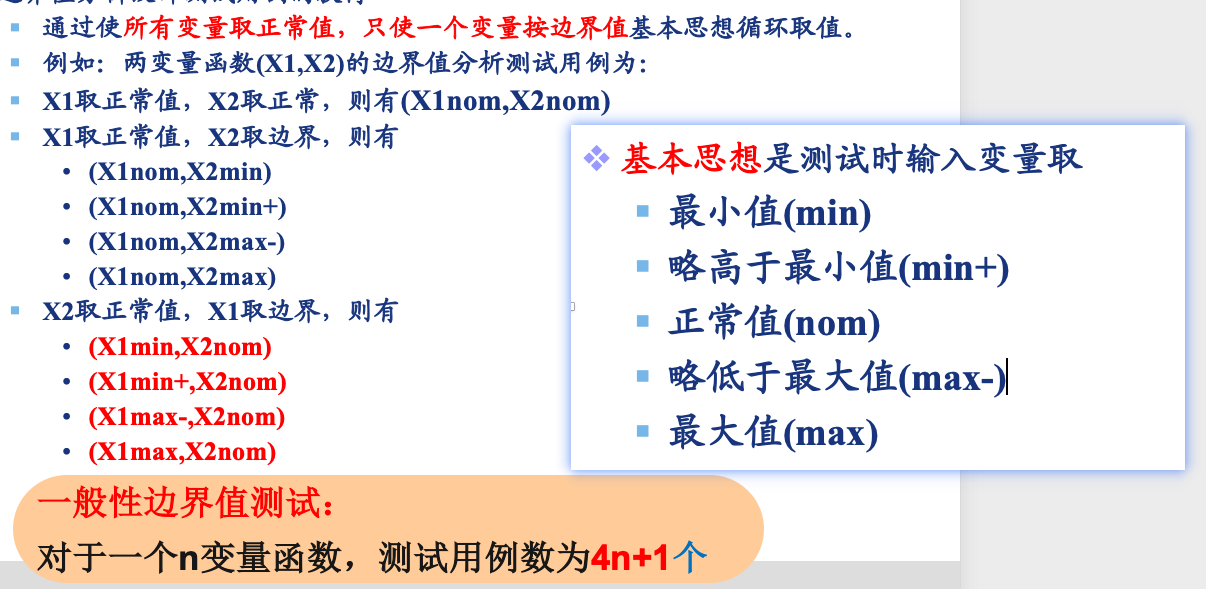 通过使所有变量取正常值，只使一个变量按边界值基本思想循环取值。
例如：两变量函数(X1,X2)的边界值分析测试用例为：
X1取正常值，X2取正常，则有(X1nom,X2nom)
X1取正常值，X2取边界，则有
(X1nom,X2min)
(X1nom,X2min+)
(X1nom,X2max-)
(X1nom,X2max)
X2取正常值，X1取边界，则有
(X1min,X2nom)
(X1min+,X2nom)
(X1max-,X2nom)
(X1max,X2nom)
基本思想是测试时输入变量取
最小值(min)
略高于最小值(min+)
正常值(nom)
略低于最大值(max-)
最大值(max)
一般性边界值测试：
对于一个n变量函数，测试用例数为4n+1个